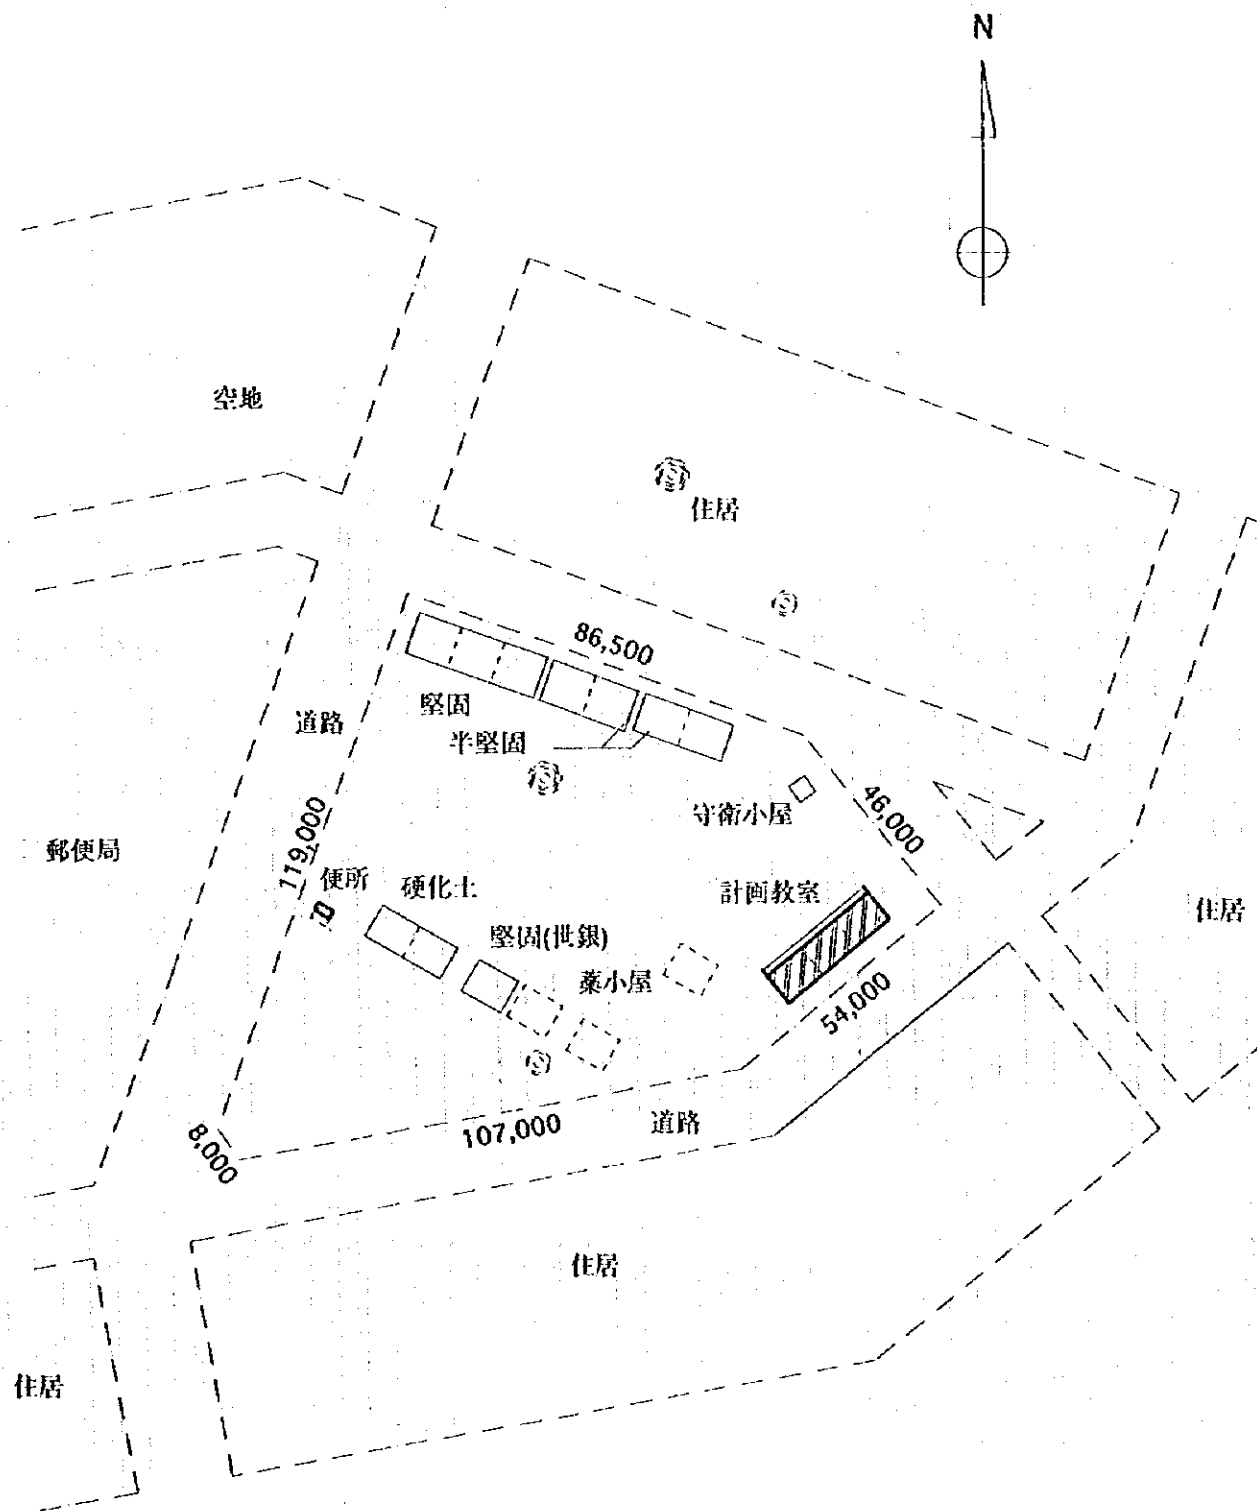 N
空地
住居
86,500
堅固
道路
半堅固
守衛小屋
46,000
郵便局
119,000
便所
硬化土
計画教室
住居
堅固(世銀)
藁小屋
54,000
107,000
道路
8,000
住居
住居